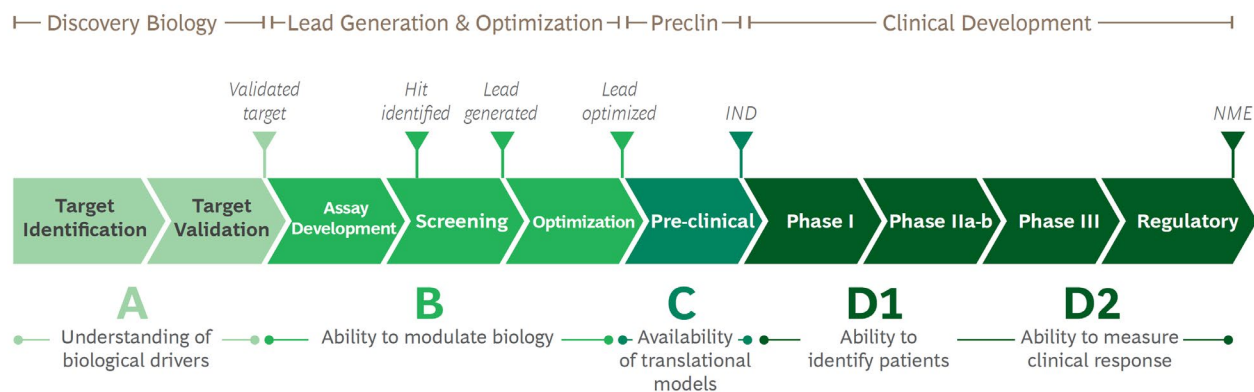 Discovery Biology
Lead Generation & Optimization
Preclin
Clinical Development
Validated
target
Hit
identified
Lead
generated
Lead
optimized
IND
NME
Target
Identification
Target
Validation
Assay
Development
Screening
Optimization
Pre-clinical
Phase I
Phase IIa-b
Phase III
Regulatory
A
Understanding of
biological drivers
B
Ability to modulate biology
C
Availability
of translational
models
D1
Ability to
identify patients
D2
Ability to measure
clinical response